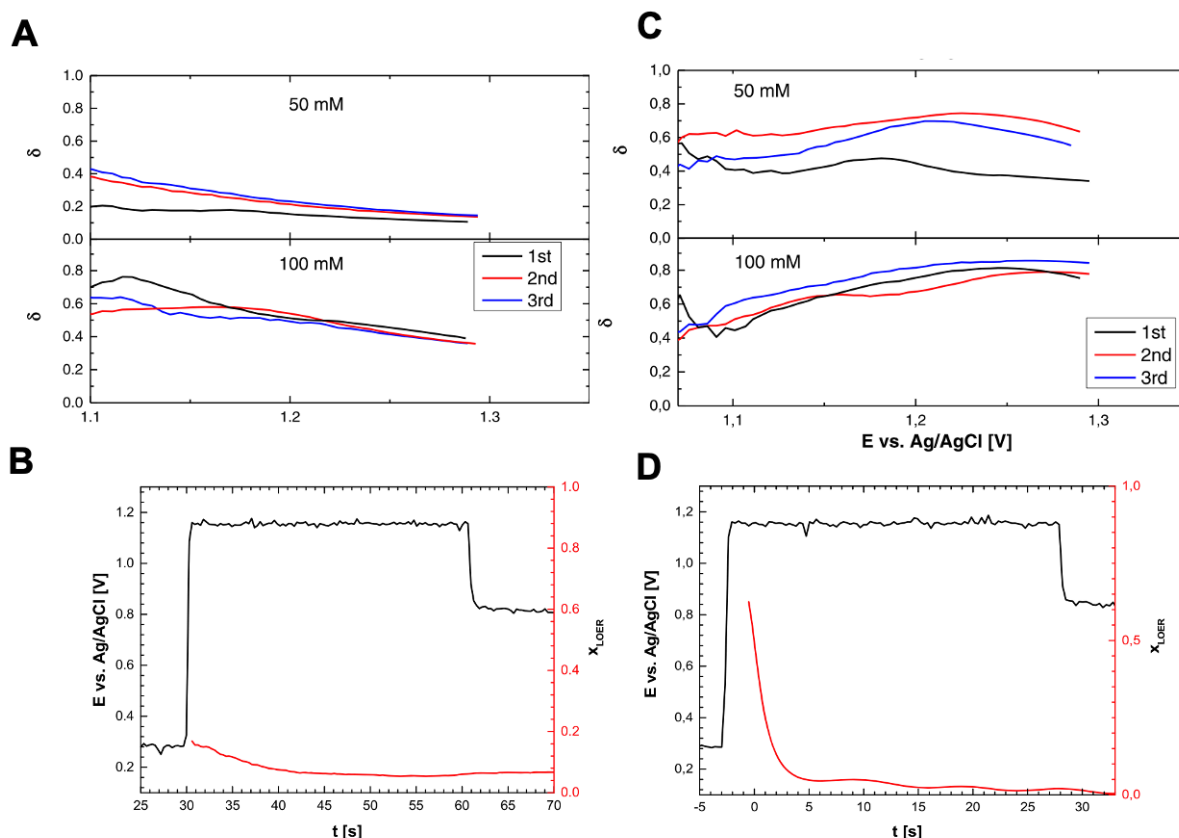 A
1.0
0.8
0.6
0.4
0.2
0.0
δ
50 mM
0.8
0.6
0.4
0.2
0.0
δ
100 mM
1st
2nd
3rd
1.1
1.2
1.3
C
1,0
0,8
0,6
0,4
0,2
0,0
δ
50 mM
1,0
0,8
0,6
0,4
0,2
0,0
δ
100 mM
1st
2nd
3rd
1,1
1,2
1,3
E vs. Ag/AgCl [V]
B
1.2
1.0
0.8
0.6
0.4
0.2
E vs. Ag/AgCl [V]
1.0
0.8
0.6
0.4
0.2
0.0
x_LOER
25 30 35 40 45 50 55 60 65 70
t [s]
D
1,2
1,0
0,8
0,6
0,4
0,2
E vs. Ag/AgCl [V]
1,0
0,5
0,0
x_LOER
-5 0 5 10 15 20 25 30
t [s]